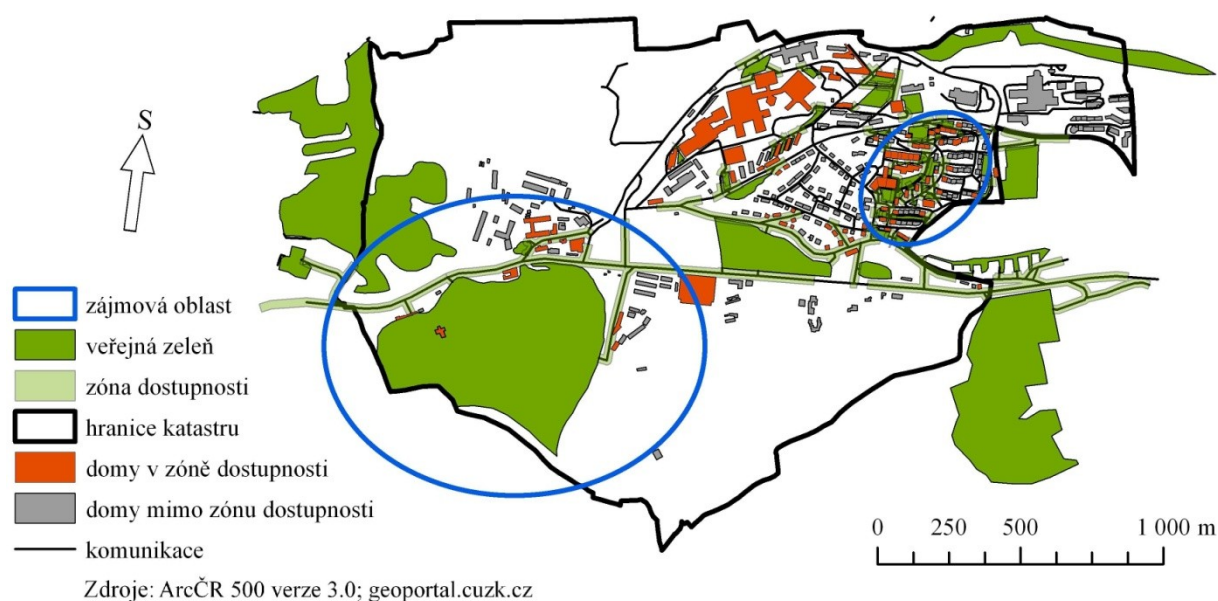 S
zájmová oblast
veřejná zeleň
zóna dostupnosti
hranice katastru
domy v zóně dostupnosti
domy mimo zónu dostupnosti
komunikace
0 250 500 1 000 m
Zdroje: ArcČR 500 verze 3.0; geoportal.cuzk.cz